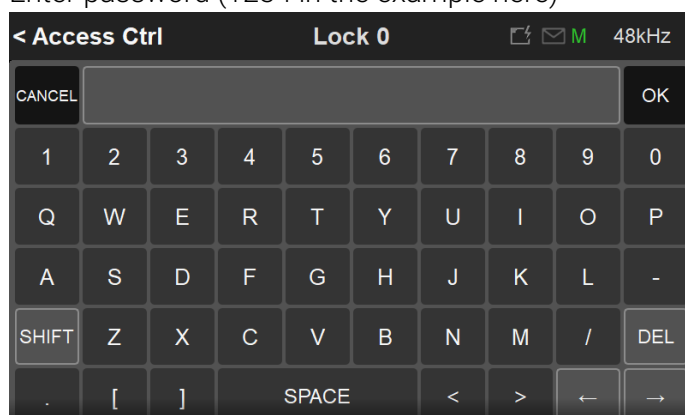 Enter password (1234 in the example here)
< Access Ctrl Lock 0 M 48kHz
CANCEL OK
1 2 3 4 5 6 7 8 9 0
Q W E R T Y U I O P
A S D F G H J K L -
SHIFT Z X C V B N M / DEL
. [ ] SPACE < > ← →